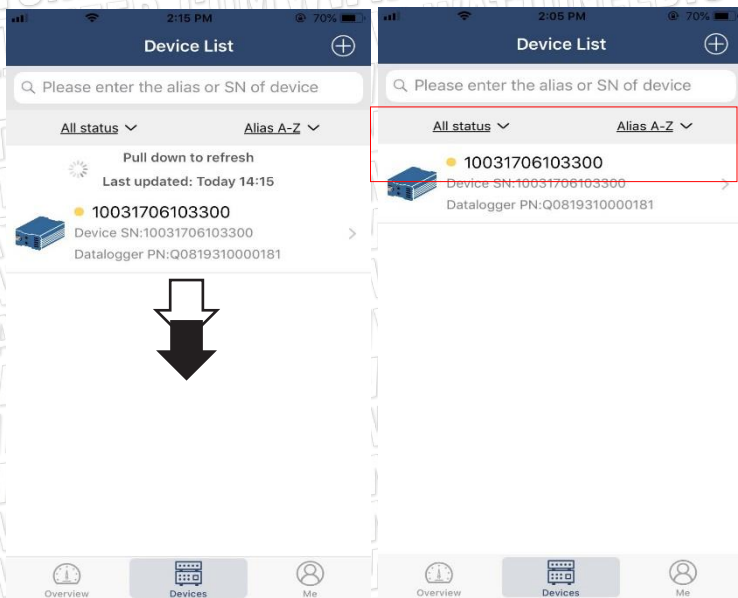 2:15 PM
70%
Device List
Please enter the alias or SN of device
All status
Alias A-Z
Pull down to refresh
Last updated: Today 14:15
10031706103300
Device SN:10031706103300
Datalogger PN:Q0819310000181
Overview
Devices
Me
2:05 PM
70%
Device List
Please enter the alias or SN of device
All status
Alias A-Z
10031706103300
Device SN:10031706103300
Datalogger PN:Q0819310000181
Overview
Devices
Me